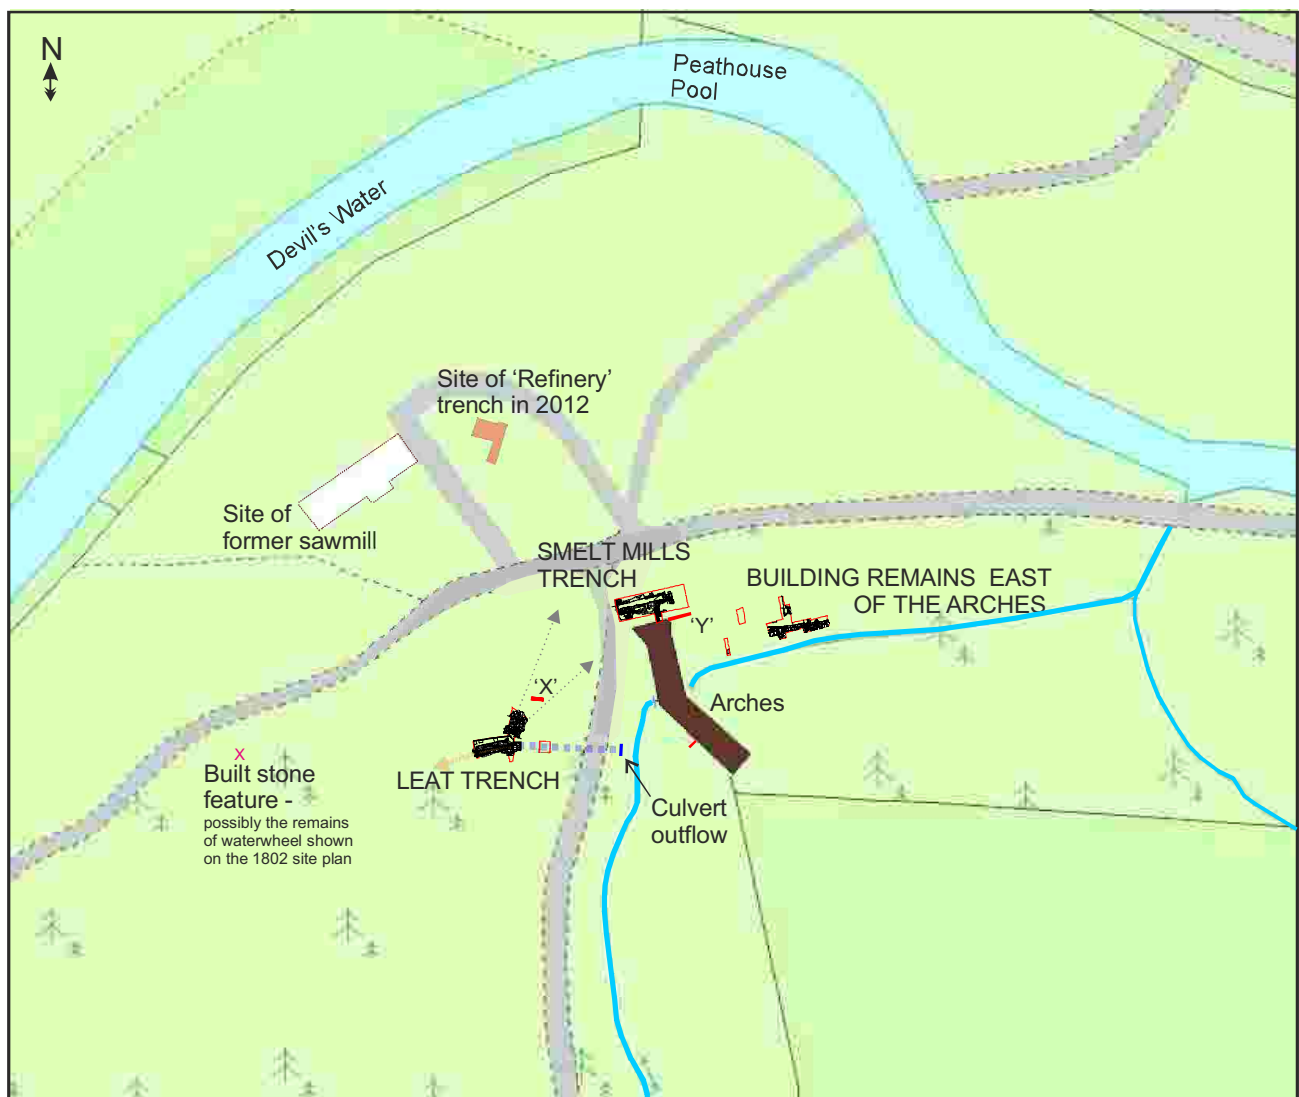 N
Peathouse
Pool
Devil's Water
Site of ‘Refinery’
trench in 2012
Site of
former sawmill
SMELT MILLS
TRENCH
BUILDING REMAINS EAST
OF THE ARCHES
‘Y’
‘X’
Arches
LEAT TRENCH
x
Built stone
feature -
possibly the remains
of waterwheel shown
on the 1802 site plan
Culvert
outflow